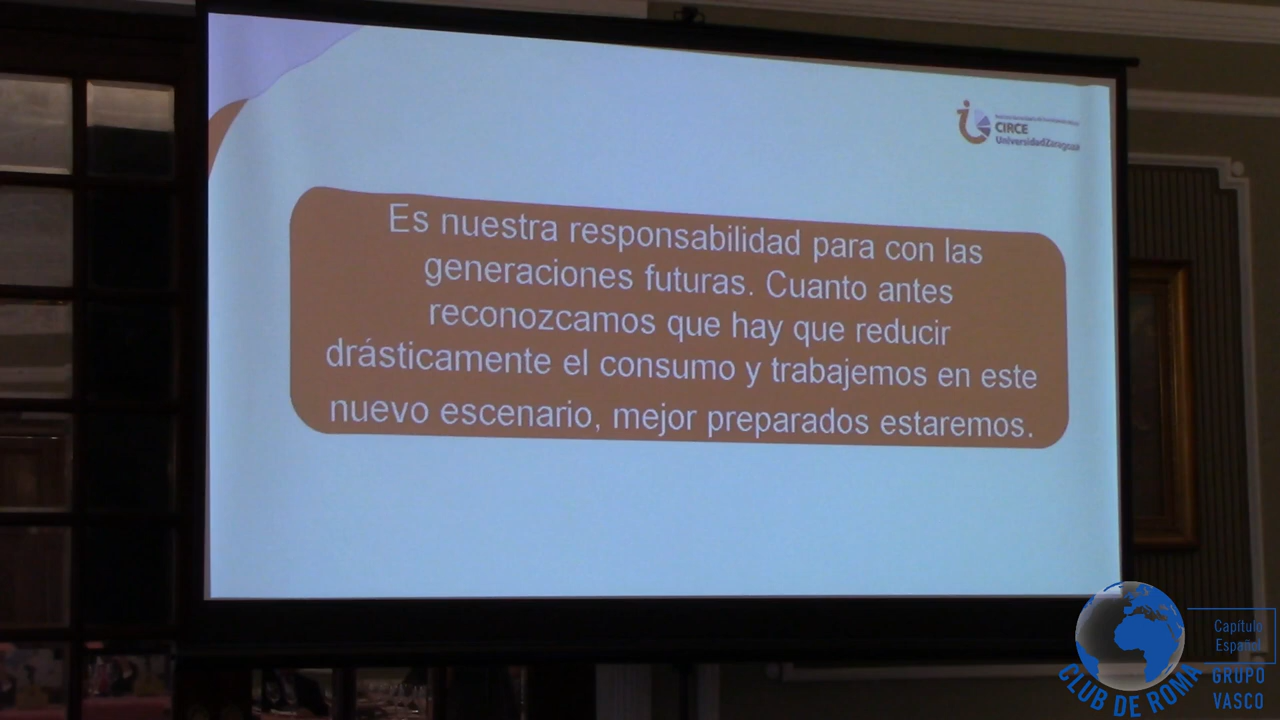 CIRCE
UniversidadZaragoza
Es nuestra responsabilidad para con las
generaciones futuras. Cuanto antes
reconozcamos que hay que reducir
drásticamente el consumo y trabajemos en este
nuevo escenario, mejor preparados estaremos.
Capítulo
Español
GRUPO
VASCO
CLUB DE ROMA